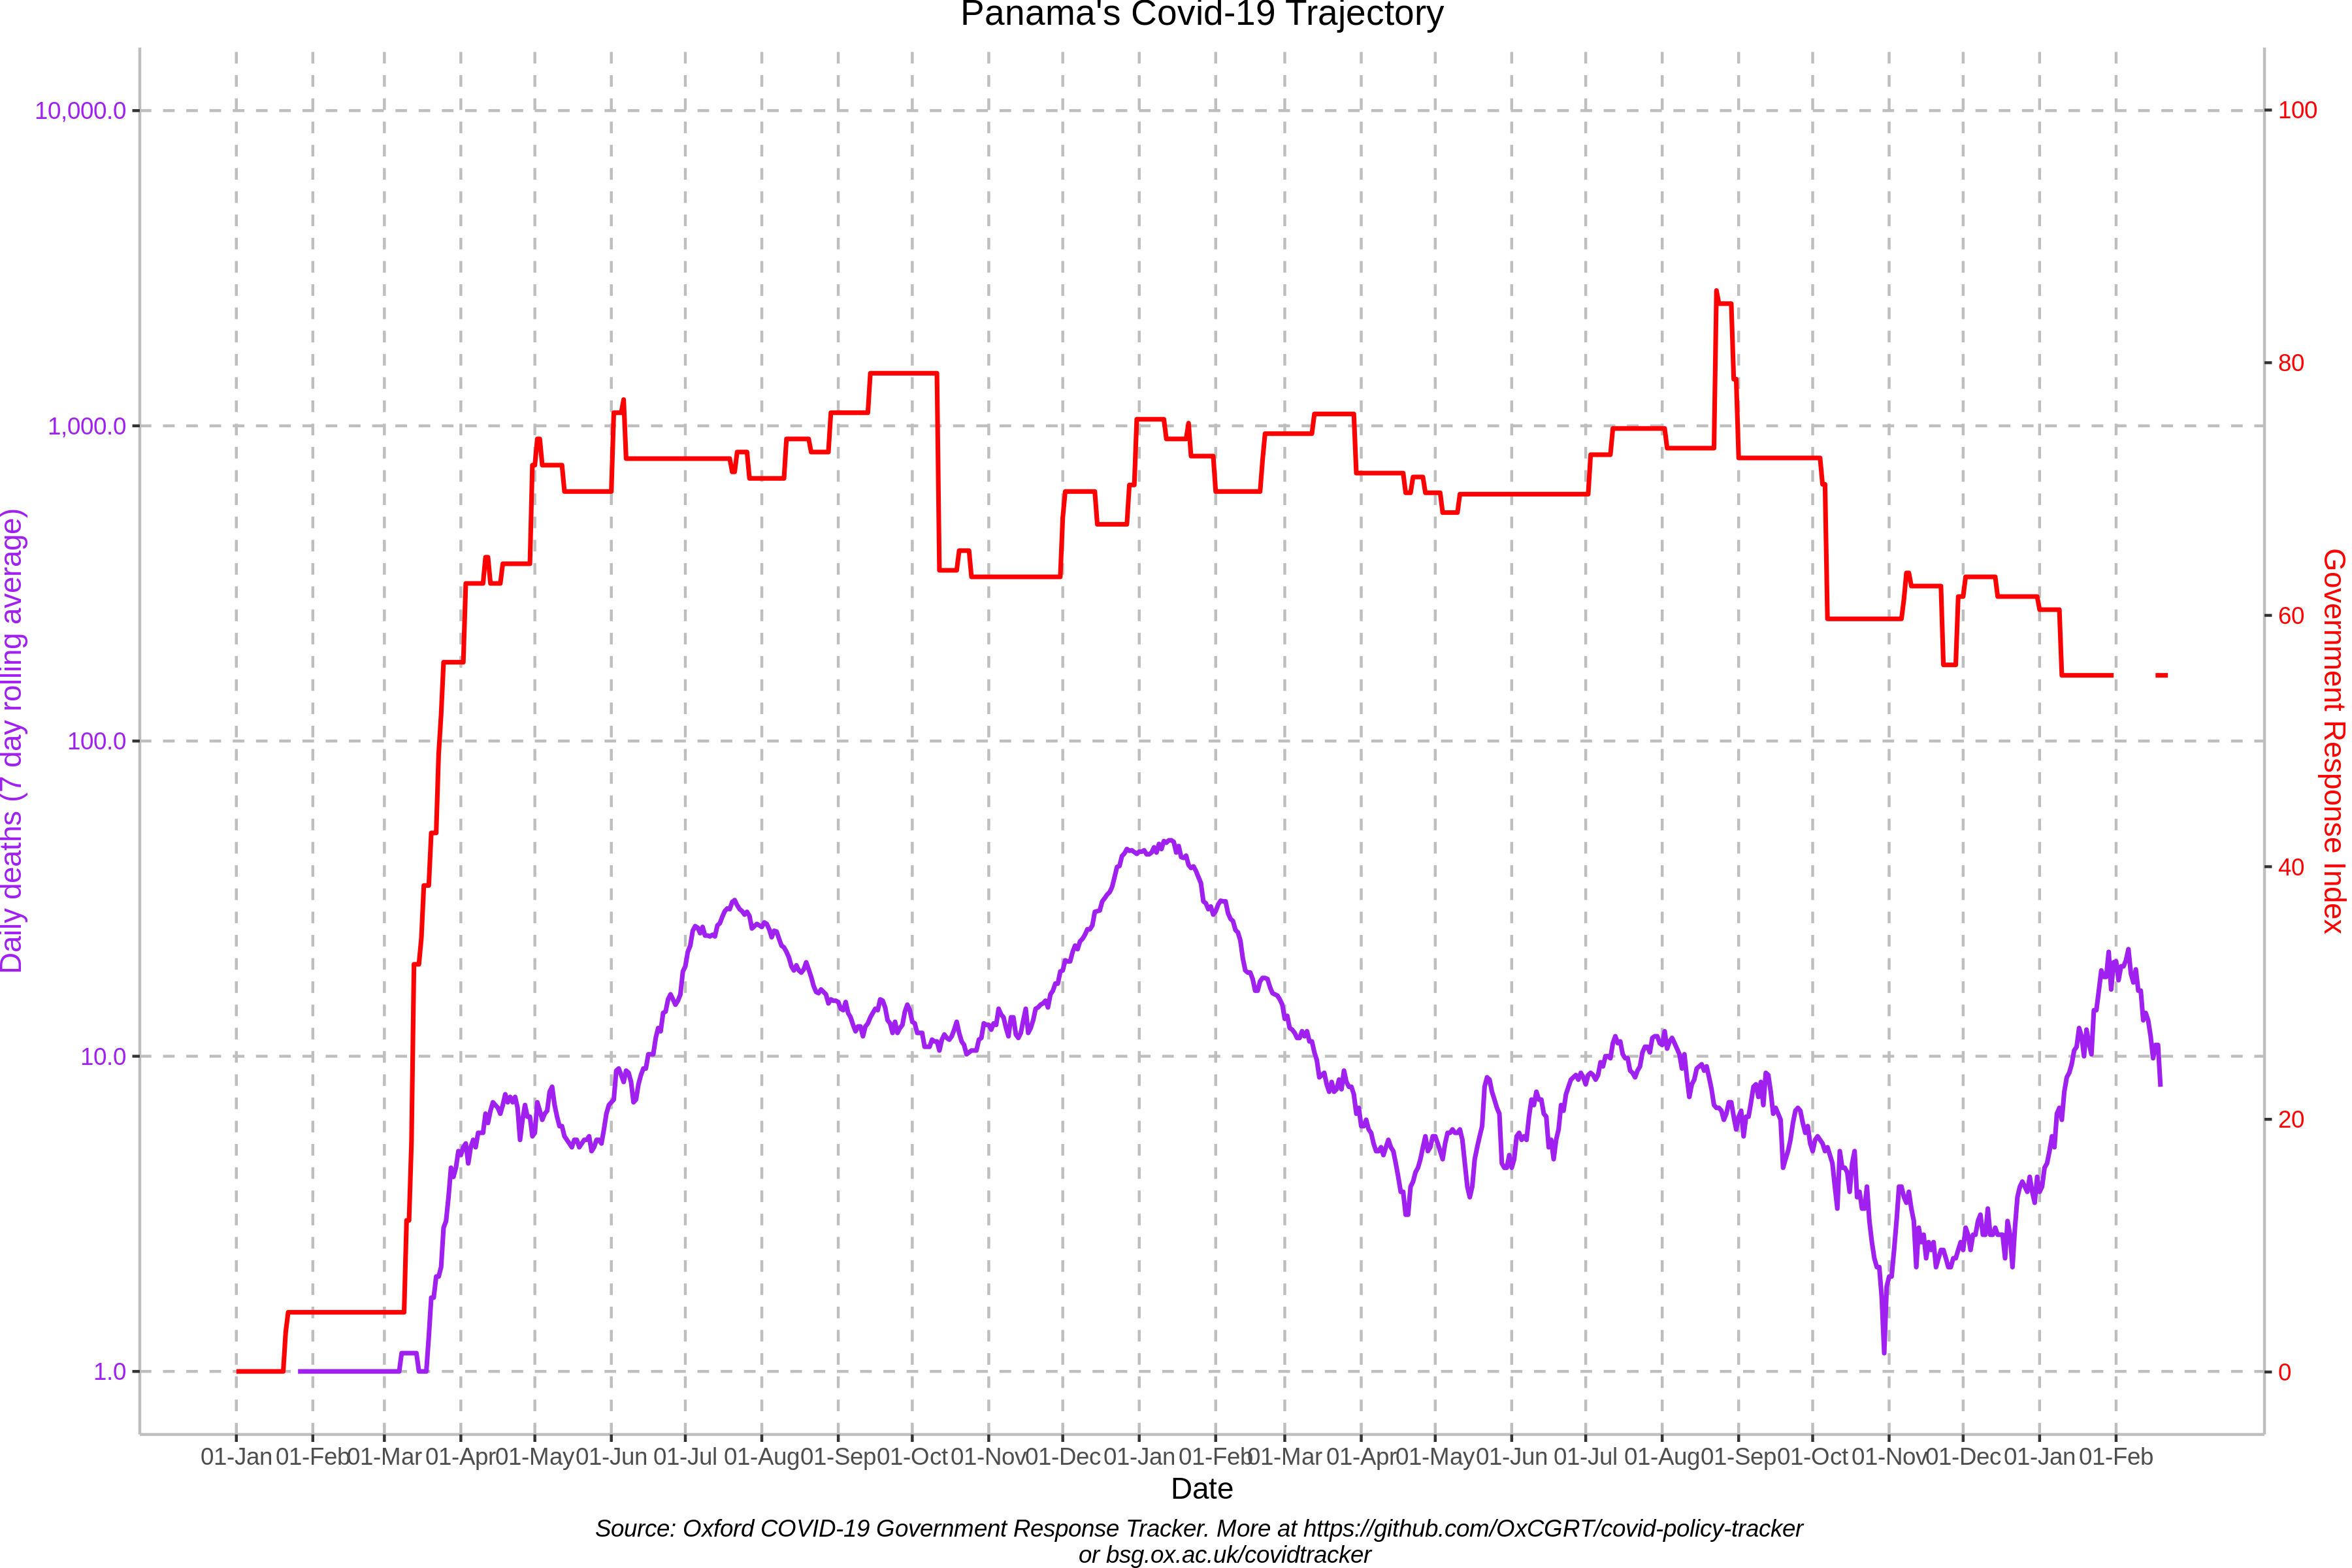 Panama's Covid-19 Trajectory
10,000.0
1,000.0
100.0
10.0
1.0
Daily deaths (7 day rolling average)
100
80
60
40
20
0
Government Response Index
01-Jan 01-Feb 01-Mar 01-Apr 01-May 01-Jun 01-Jul 01-Aug 01-Sep 01-Oct 01-Nov 01-Dec 01-Jan 01-Feb 01-Mar 01-Apr 01-May 01-Jun 01-Jul 01-Aug 01-Sep 01-Oct 01-Nov 01-Dec 01-Jan 01-Feb
Date
Source: Oxford COVID-19 Government Response Tracker. More at https://github.com/OxCGRT/covid-policy-tracker
or bsg.ox.ac.uk/covidtracker